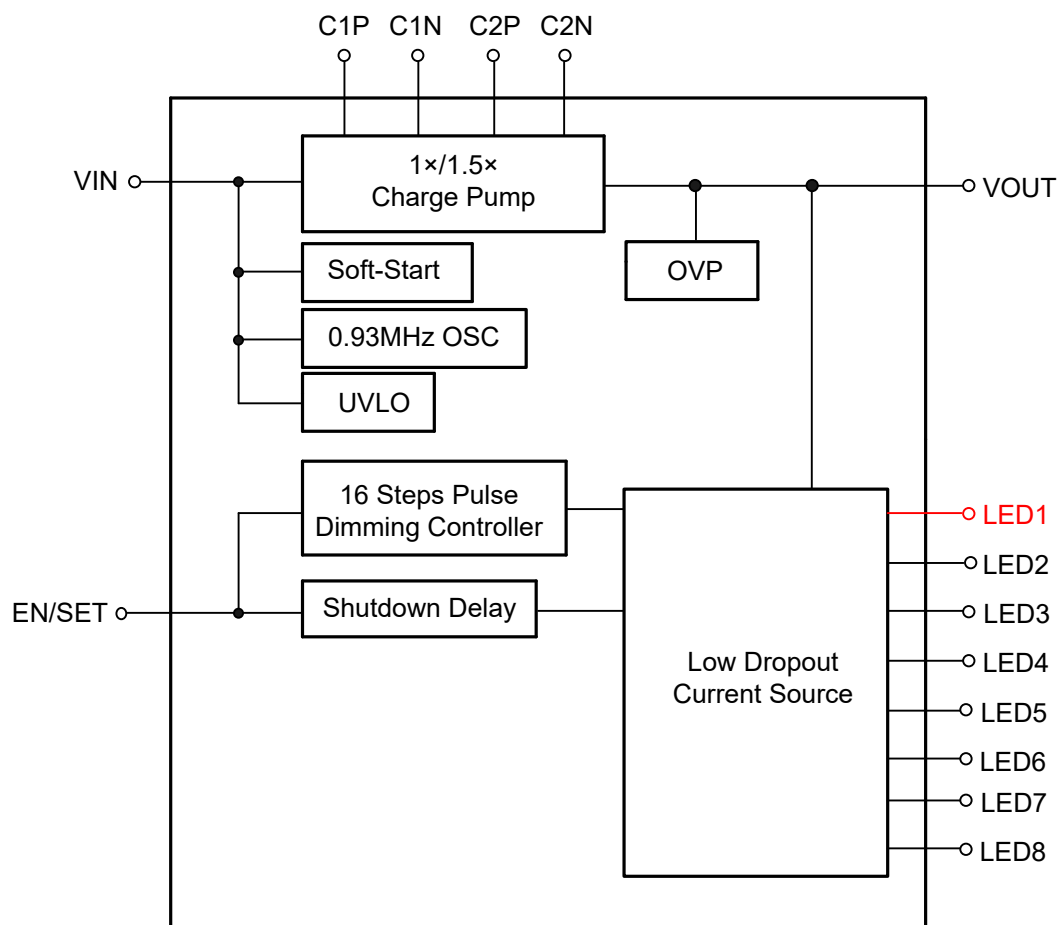 C1P
C1N
C2P
C2N
VIN
1×/1.5×
Charge Pump
VOUT
Soft-Start
OVP
0.93MHz OSC
UVLO
16 Steps Pulse
Dimming Controller
LED1
LED2
EN/SET
Shutdown Delay
LED3
Low Dropout
Current Source
LED4
LED5
LED6
LED7
LED8